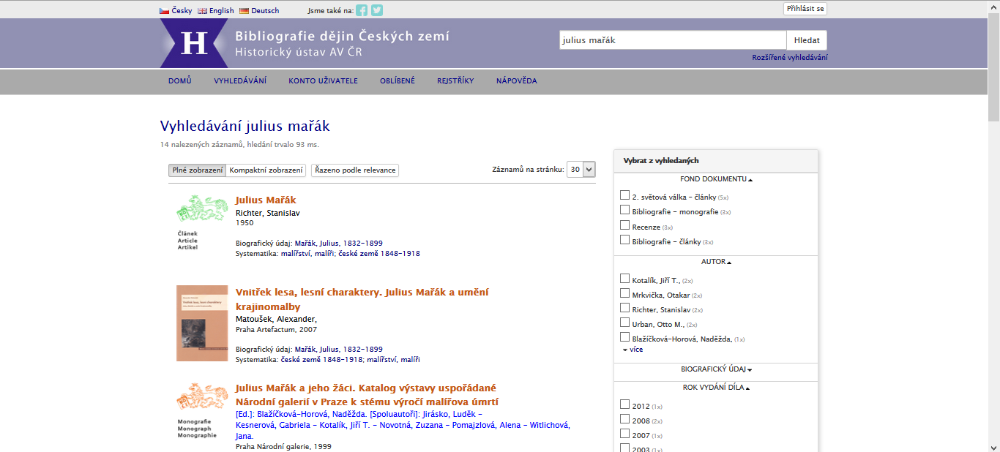 Česky English Deutsch Jsme také na: Přihlásit se
H
Bibliografie dějin Českých zemí
Historický ústav AV ČR
julius mařák Hledat
Rozšířené vyhledávání
DOMŮ VYHLEDÁVÁNÍ KONTO UŽIVATELE OBLÍBENÉ REJSTŘÍKY NÁPOVĚDA
Vyhledávání julius mařák
14 nalezených záznamů, hledání trvalo 93 ms.
Plné zobrazení Kompaktní zobrazení Řazeno podle relevance Záznamů na stránku: 30
Julius Mařák
Richter, Stanislav
1950
Článek
Article
Artikel
Biografický údaj: Mařák, Julius, 1832-1899
Systematika: malířství, malíři; české země 1848-1918
Vnitřek lesa, lesní charaktery. Julius Mařák a umění
krajinomalby
Matoušek, Alexander,
Praha Artefactum, 2007
Biografický údaj: Mařák, Julius, 1832-1899
Systematika: české země 1848-1918; malířství, malíři
Julius Mařák a jeho žáci. Katalog výstavy uspořádané
Národní galerií v Praze k stému výročí malířova úmrtí
[Ed.]: Blažíčková-Horová, Naděžda. [Spoluautoři]: Jirásko, Luděk -
Kesnerová, Gabriela - Kotalík, Jiří T. - Novotná, Zuzana - Pomajzlová, Alena - Witlichová,
Jana.
Praha Národní galerie, 1999
Monografie
Monograph
Monographie
Vybrat z vyhledaných
FOND DOKUMENTU
2. světová válka - články (5x)
Bibliografie - monografie (3x)
Recenze (3x)
Bibliografie - články (3x)
AUTOR
Kotalík, Jiří T., (2x)
Mrkvička, Otakar (2x)
Richter, Stanislav (2x)
Urban, Otto M., (2x)
Blažíčková-Horová, Naděžda, (1x)
více
BIOGRAFICKÝ ÚDAJ
ROK VYDÁNÍ DÍLA
2012 (1x)
2008 (2x)
2007 (1x)
2003 (1x)